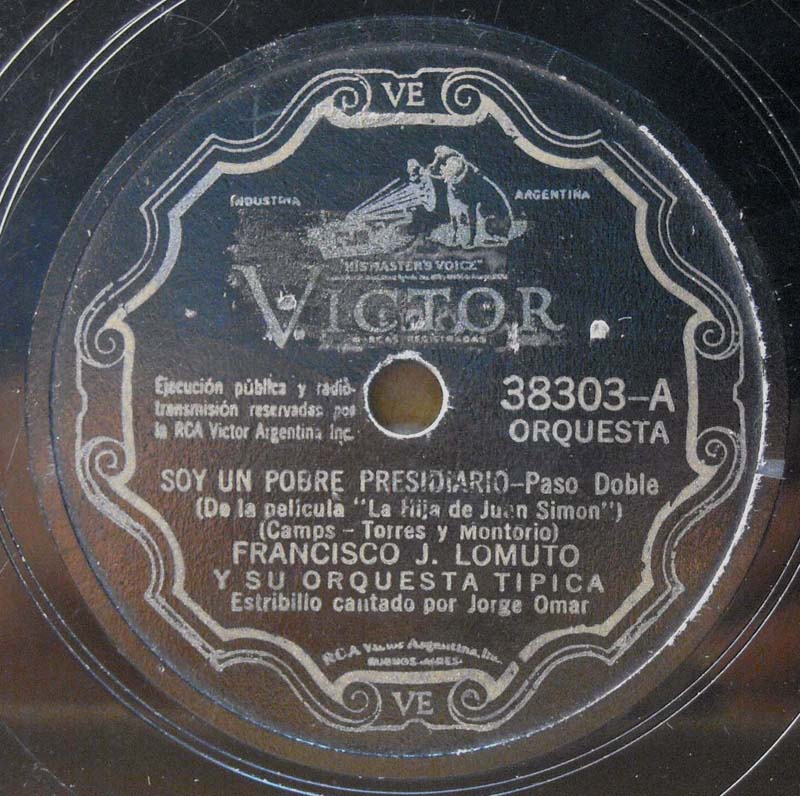 VE
INDUSTRIA ARGENTINA
"HIS MASTER'S VOICE"
VICTOR
MARCAS REGISTRADAS
Ejecución pública y radio-
transmisión reservadas por
la RCA Victor Argentina Inc.
38303-A
ORQUESTA
SOY UN POBRE PRESIDIARIO-Paso Doble
(De la película "La Hija de Juan Simon")
(Camps - Torres y Montorio)
FRANCISCO J. LOMUTO
Y SU ORQUESTA TIPICA
Estribillo cantado por Jorge Omar
RCA Victor Argentina, Inc.
BUENOS AIRES
VE